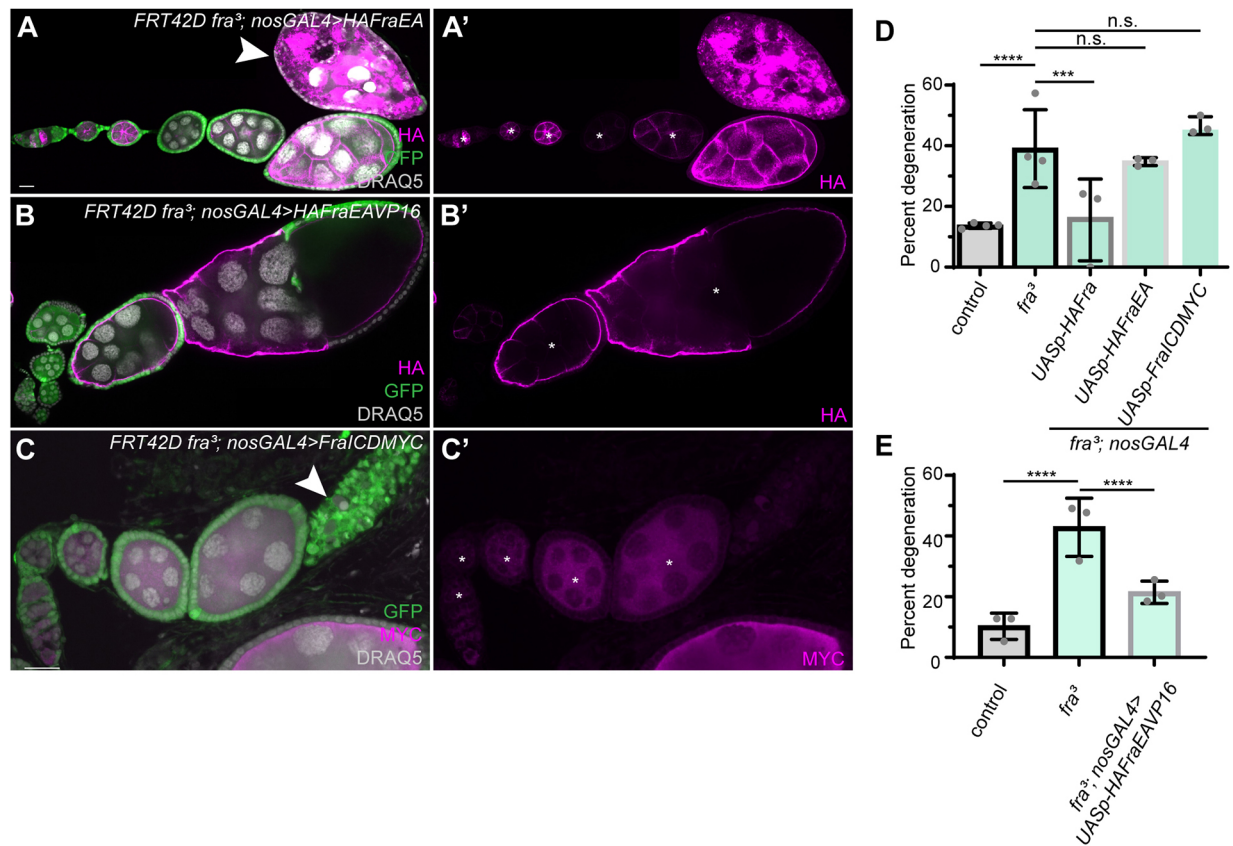 A
FRT42D fra³; nosGAL4>HAFraEA
HA
GFP
DRAQ5
A’
HA
B
FRT42D fra³; nosGAL4>HAFraEAVP16
HA
GFP
DRAQ5
B’
HA
C
FRT42D fra³; nosGAL4>FraICDMYC
GFP
MYC
DRAQ5
C’
MYC
D
n.s.
n.s.
****
***
Percent degeneration
60
40
20
0
control
fra³
UASp-HAFra
UASp-HAFraEA
UASp-FraICDMYC
fra³; nosGAL4
E
****
****
Percent degeneration
60
40
20
0
control
fra³
fra³; nosGAL4>
UASp-HAFraEAVP16